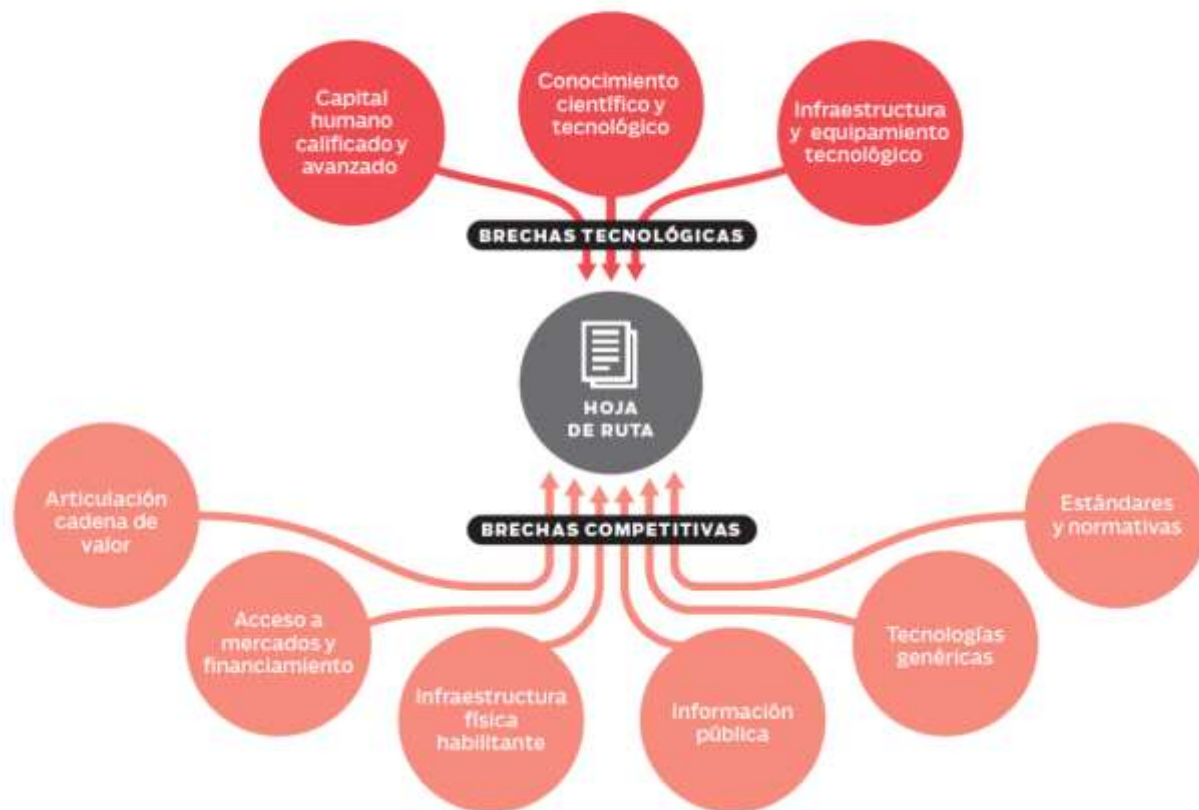 Capital
humano
calificado y
avanzado
Conocimiento
científico y
tecnológico
Infraestructura
y equipamiento
tecnológico
BRECHAS TECNOLÓGICAS
HOJA
DE RUTA
BRECHAS COMPETITIVAS
Articulación
cadena de
valor
Acceso a
mercados y
financiamiento
Infraestructura
física
habilitante
Información
pública
Tecnologías
genéricas
Estándares
y normativas